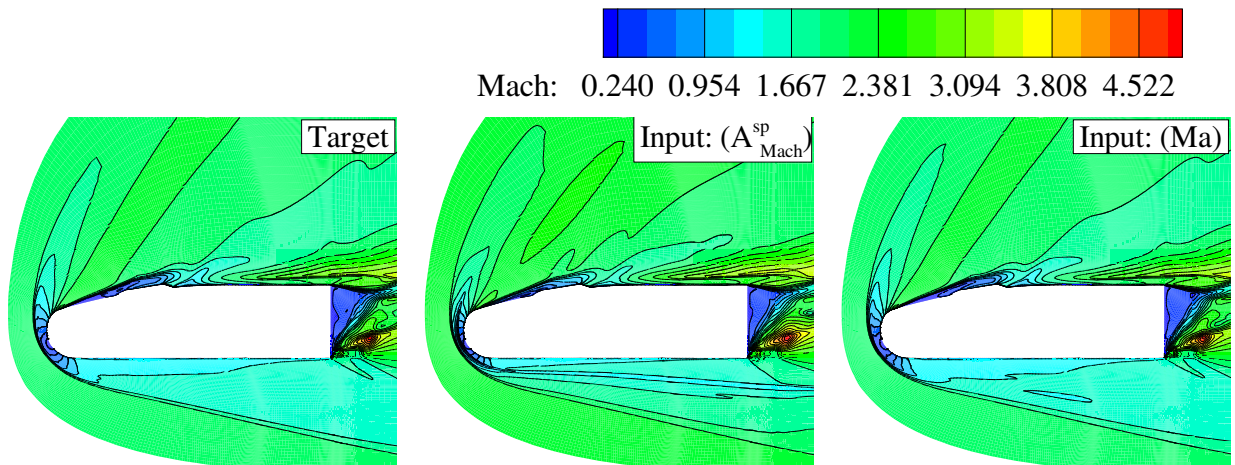 Mach: 0.240 0.954 1.667 2.381 3.094 3.808 4.522
Target
Input: (A^sp_Mach)
Input: (Ma)